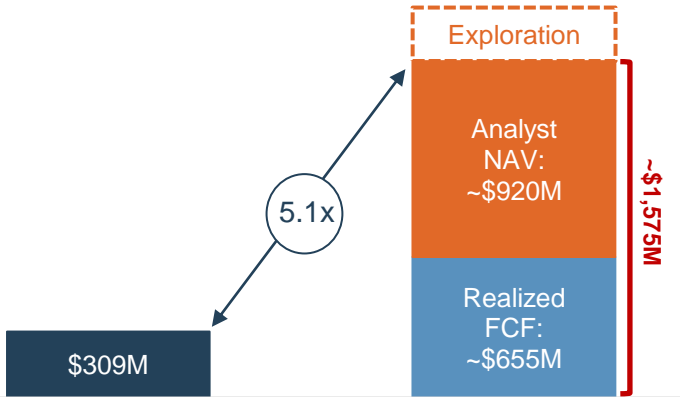 Exploration
Analyst
NAV:
~$920M
~$1,575M
5.1x
Realized
FCF:
~$655M
$309M